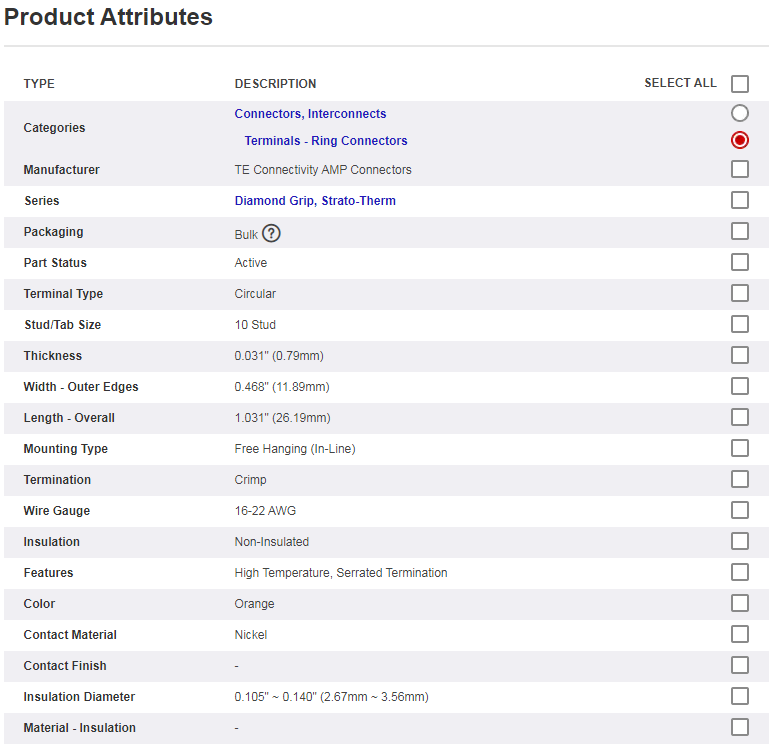 Product Attributes
TYPE DESCRIPTION SELECT ALL
Categories Connectors, Interconnects
Terminals - Ring Connectors
Manufacturer TE Connectivity AMP Connectors
Series Diamond Grip, Strato-Therm
Packaging Bulk ?
Part Status Active
Terminal Type Circular
Stud/Tab Size 10 Stud
Thickness 0.031" (0.79mm)
Width - Outer Edges 0.468" (11.89mm)
Length - Overall 1.031" (26.19mm)
Mounting Type Free Hanging (In-Line)
Termination Crimp
Wire Gauge 16-22 AWG
Insulation Non-Insulated
Features High Temperature, Serrated Termination
Color Orange
Contact Material Nickel
Contact Finish -
Insulation Diameter 0.105" ~ 0.140" (2.67mm ~ 3.56mm)
Material - Insulation -